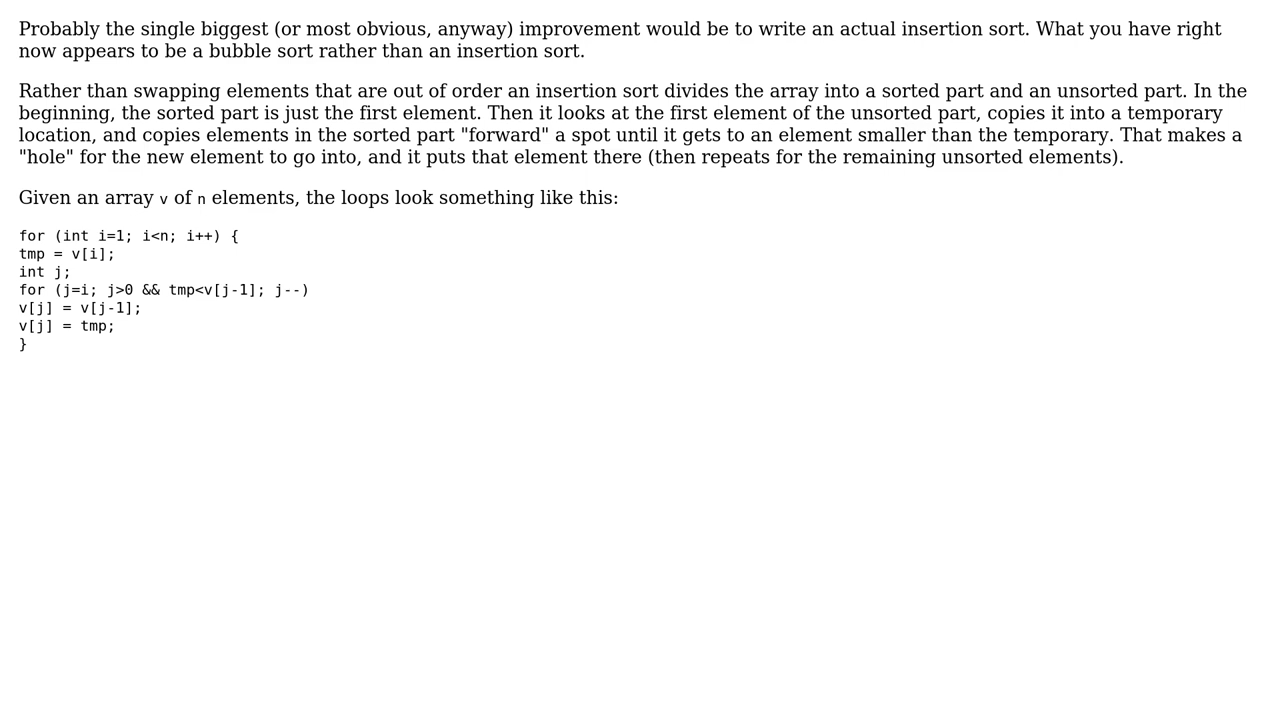 Probably the single biggest (or most obvious, anyway) improvement would be to write an actual insertion sort. What you have right
now appears to be a bubble sort rather than an insertion sort.
Rather than swapping elements that are out of order an insertion sort divides the array into a sorted part and an unsorted part. In the
beginning, the sorted part is just the first element. Then it looks at the first element of the unsorted part, copies it into a temporary
location, and copies elements in the sorted part "forward" a spot until it gets to an element smaller than the temporary. That makes a
"hole" for the new element to go into, and it puts that element there (then repeats for the remaining unsorted elements).
Given an array v of n elements, the loops look something like this:
for (int i=1; i<n; i++) {
tmp = v[i];
int j;
for (j=i; j>0 && tmp<v[j-1]; j--)
v[j] = v[j-1];
v[j] = tmp;
}